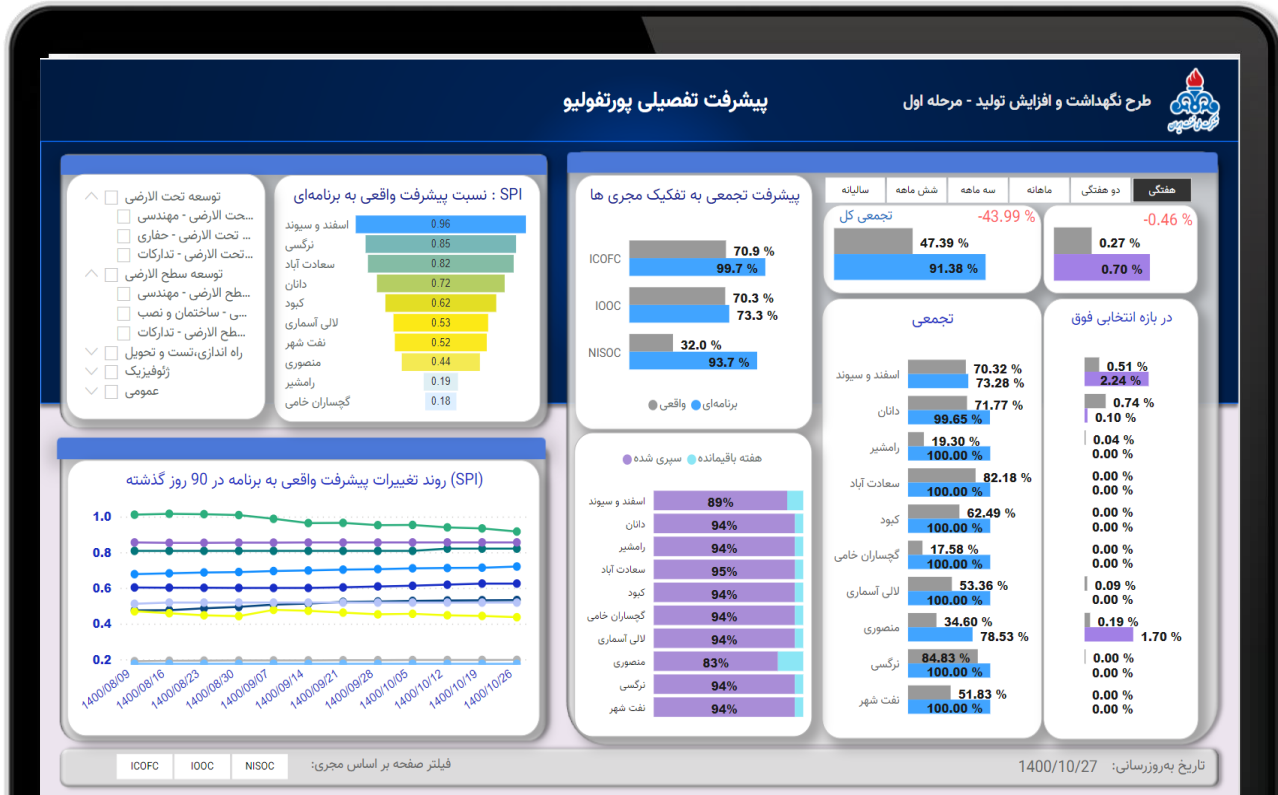 طرح نگهداشت و افزایش تولید - مرحله اول
پیشرفت تفصیلی پورتفولیو
هفتگی
دو هفتگی
ماهانه
سه ماهه
شش ماهه
سالیانه
-0.46 %
0.27 %
0.70 %
تجمعی کل
-43.99 %
47.39 %
91.38 %
در بازه انتخابی فوق
0.51 %
2.24 %
0.74 %
0.10 %
0.04 %
0.00 %
0.00 %
0.00 %
0.00 %
0.00 %
0.00 %
0.00 %
0.09 %
0.00 %
0.19 %
1.70 %
0.00 %
0.00 %
0.00 %
0.00 %
تجمعی
اسفند و سیوند
70.32 %
73.28 %
دانان
71.77 %
99.65 %
رامشیر
19.30 %
100.00 %
سعادت آباد
82.18 %
100.00 %
کبود
62.49 %
100.00 %
گچساران خامی
17.58 %
100.00 %
لالی آسماری
53.36 %
100.00 %
منصوری
34.60 %
78.53 %
نرگسی
84.83 %
100.00 %
نفت شهر
51.83 %
100.00 %
پیشرفت تجمعی به تفکیک مجری ها
ICOFC
70.9 %
99.7 %
IOOC
70.3 %
73.3 %
NISOC
32.0 %
93.7 %
برنامه‌ای
واقعی
هفته باقیمانده
سپری شده
اسفند و سیوند
89%
دانان
94%
رامشیر
94%
سعادت آباد
95%
کبود
94%
گچساران خامی
94%
لالی آسماری
94%
منصوری
83%
نرگسی
94%
نفت شهر
94%
SPI : نسبت پیشرفت واقعی به برنامه‌ای
اسفند و سیوند
0.96
نرگسی
0.85
سعادت آباد
0.82
دانان
0.72
کبود
0.62
لالی آسماری
0.53
نفت شهر
0.52
منصوری
0.44
رامشیر
0.19
گچساران خامی
0.18
توسعه تحت الارضی
...حت الارضی - مهندسی
... تحت الارضی - حفاری
...تحت الارضی - تدارکات
توسعه سطح الارضی
...طح الارضی - مهندسی
...ی - ساختمان و نصب
...طح الارضی - تدارکات
راه اندازی،تست و تحویل
ژئوفیزیک
عمومی
روند تغییرات پیشرفت واقعی به برنامه در 90 روز گذشته (SPI)
1.0
0.8
0.6
0.4
0.2
1400/08/09
1400/08/16
1400/08/23
1400/08/30
1400/09/07
1400/09/14
1400/09/21
1400/09/28
1400/10/05
1400/10/12
1400/10/19
1400/10/26
تاریخ به‌روزرسانی: 1400/10/27
فیلتر صفحه بر اساس مجری:
NISOC
IOOC
ICOFC